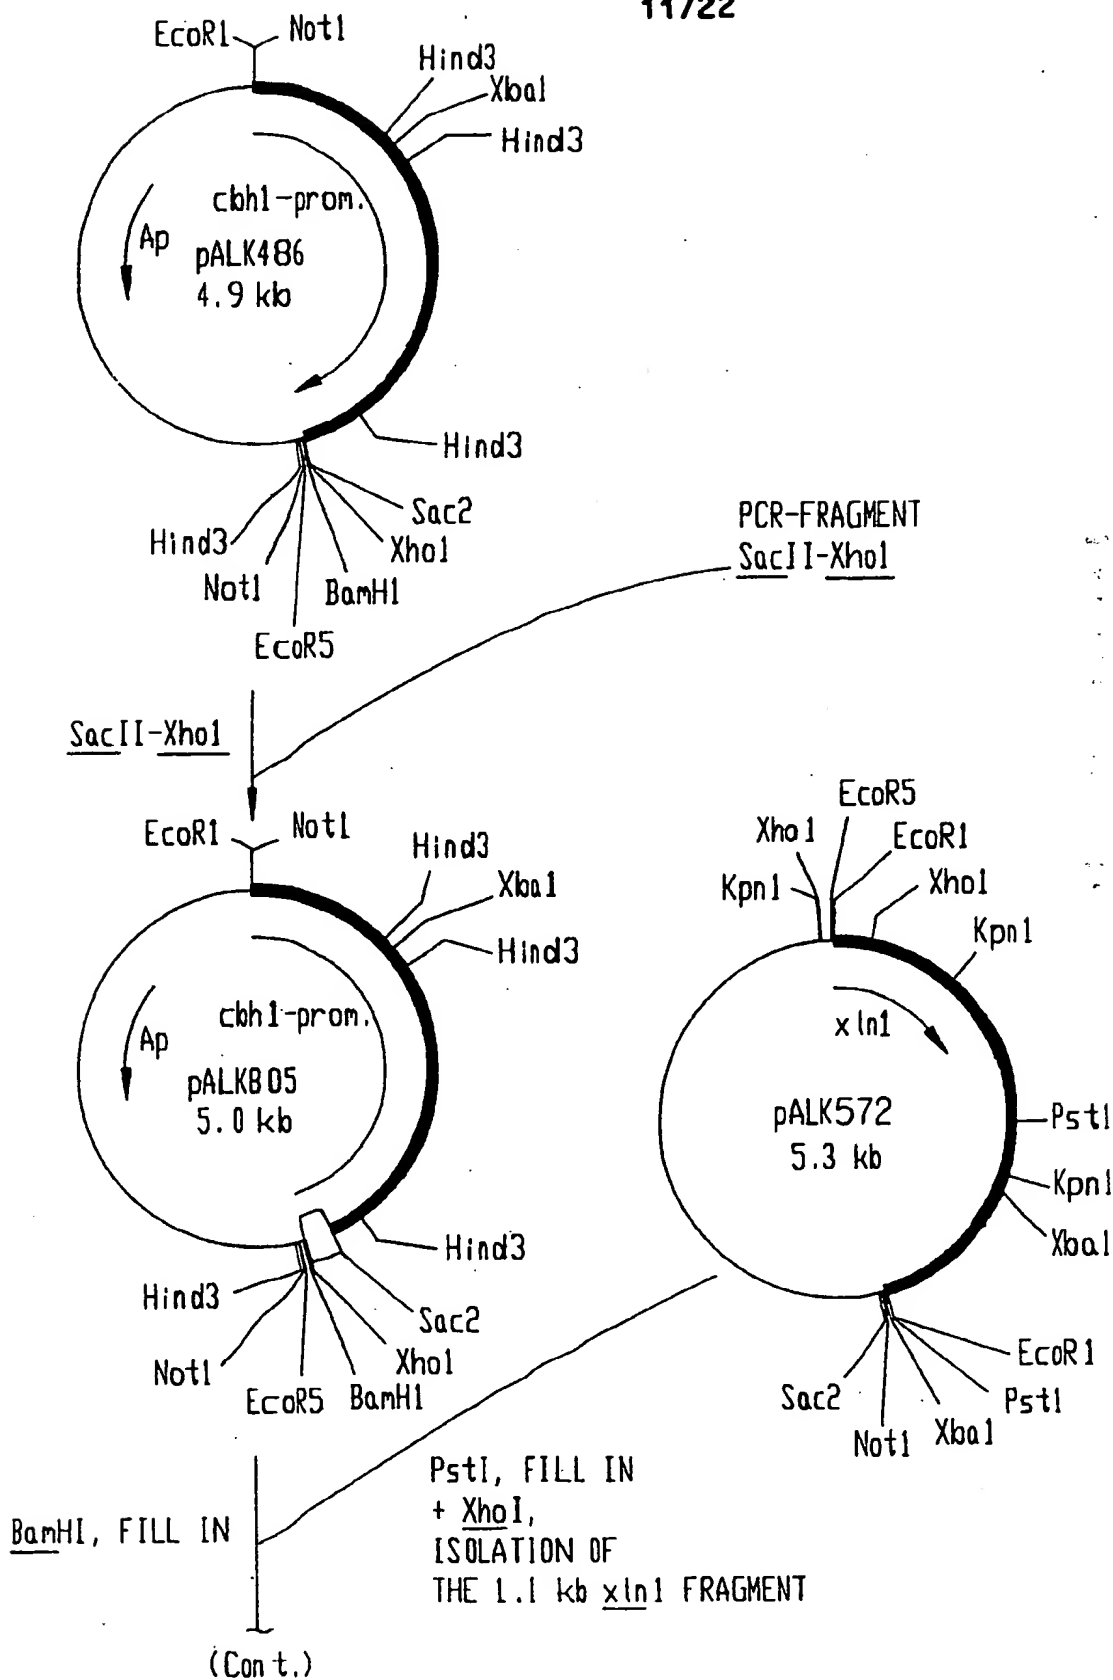 11/22
EcoR1 Not1
Hind3
Xba1
Hind3
cbh1-prom.
Ap
pALK486
4.9 kb
Hind3
Sac2
Xho1
BamH1
EcoR5
Not1
Hind3
PCR-FRAGMENT
SacII-Xho1
SacII-Xho1
EcoR1 Not1
Hind3
Xba1
Hind3
cbh1-prom.
Ap
pALK805
5.0 kb
Hind3
Sac2
Xho1
BamH1
EcoR5
Not1
Hind3
EcoR5
Xho1
EcoR1
Kpn1
Xho1
Kpn1
xln1
pALK572
5.3 kb
Pst1
Kpn1
Xba1
EcoR1
Pst1
Xba1
Not1
Sac2
BamHI, FILL IN
PstI, FILL IN
+ XhoI,
ISOLATION OF
THE 1.1 kb xln1 FRAGMENT
(Cont.)